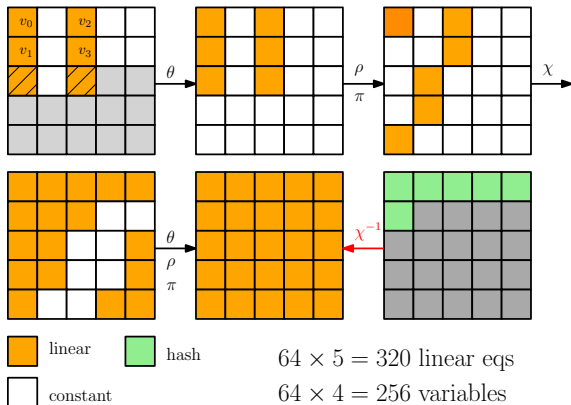 v₀ v₂
v₁ v₃
θ
ρ
π
χ
θ
ρ
π
χ⁻¹
linear
hash
constant
64 × 5 = 320 linear eqs
64 × 4 = 256 variables